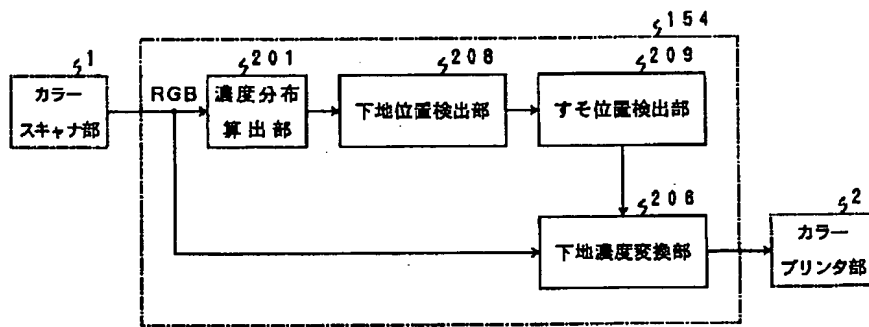 154
1
201
208
209
カラー
スキャナ部
RGB
濃度分布
算出部
下地位置検出部
すそ位置検出部
206
2
下地濃度変換部
カラー
プリンタ部